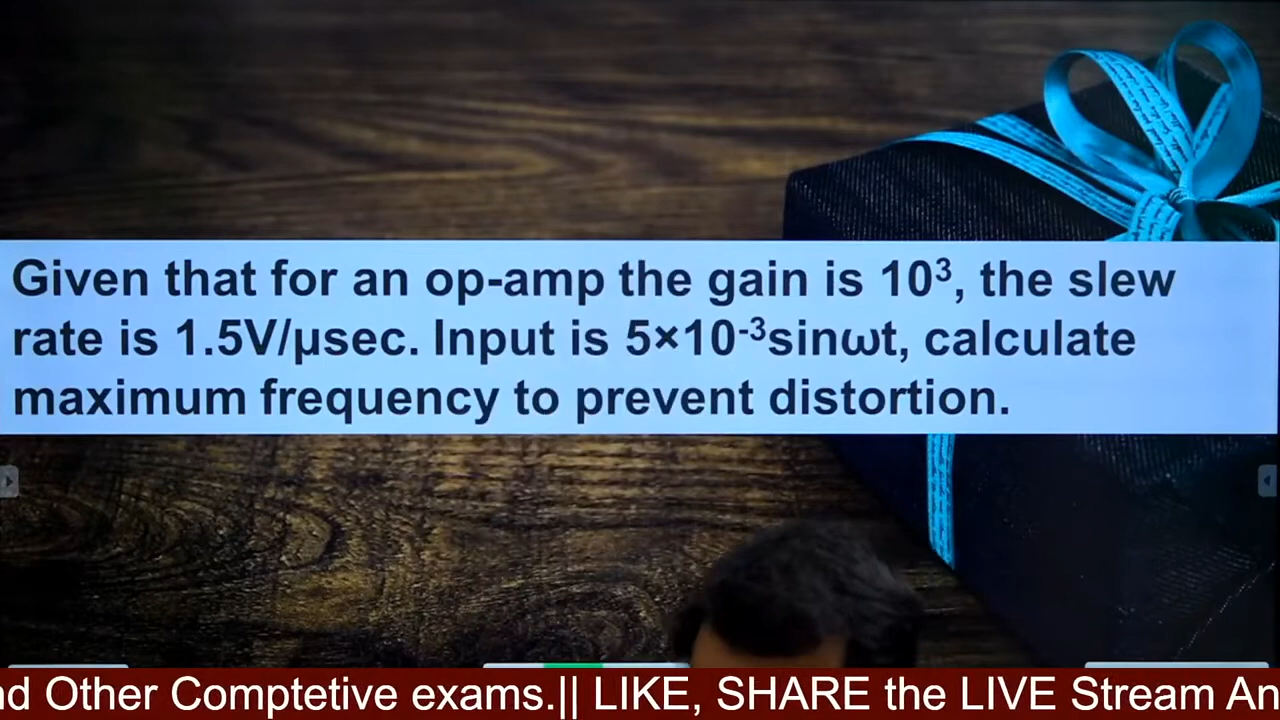 Given that for an op-amp the gain is 10³, the slew
rate is 1.5V/μsec. Input is 5×10⁻³sinωt, calculate
maximum frequency to prevent distortion.
nd Other Comptetive exams.|| LIKE, SHARE the LIVE Stream An